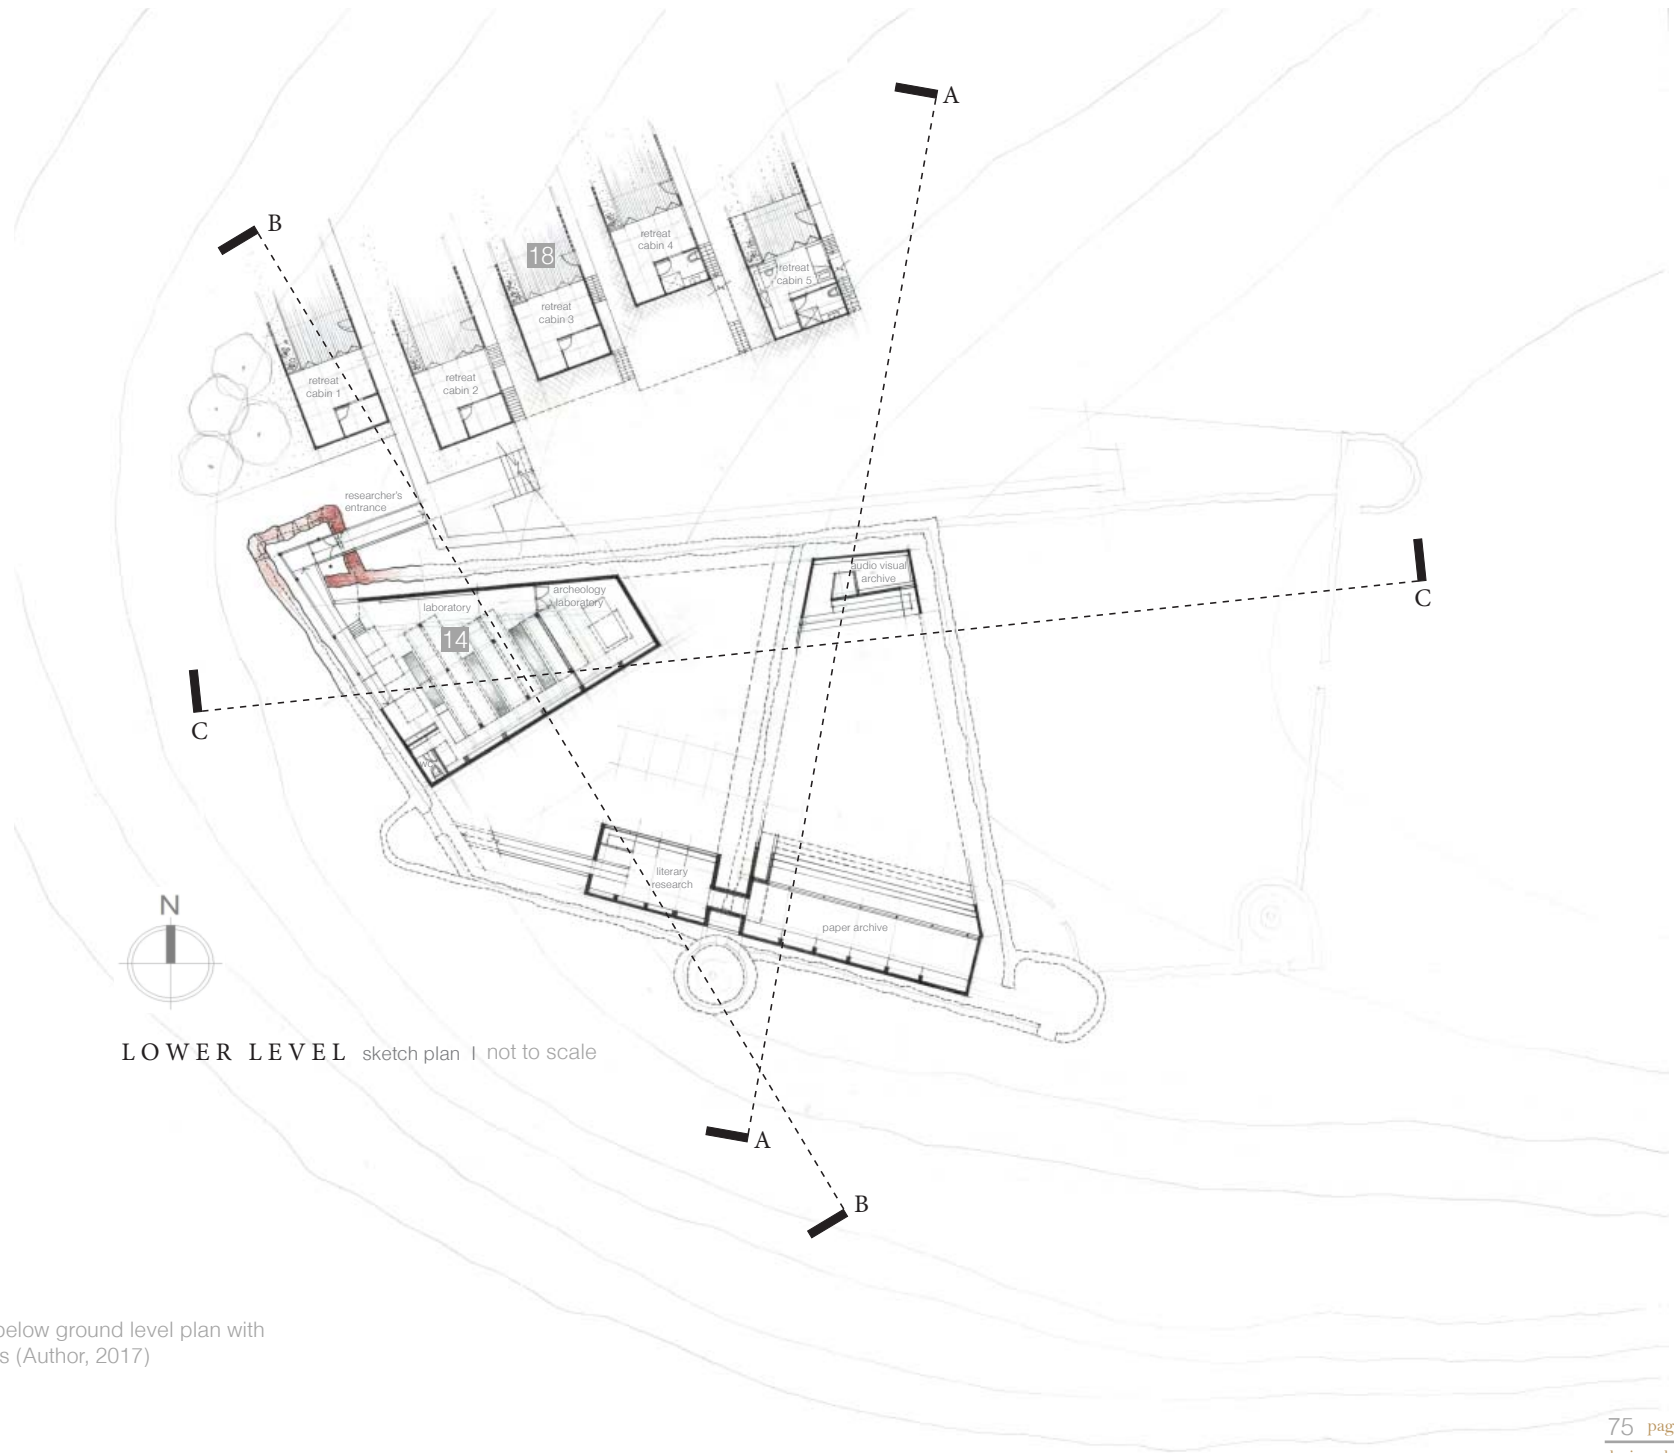 A
B
18
retreat
cabin 4
retreat
cabin 5
retreat
cabin 3
retreat
cabin 1
retreat
cabin 2
researcher's
entrance
audio visual
archive
archeology
laboratory
laboratory
14
C
C
WC
literary
research
paper archive
N
LOWER LEVEL sketch plan I not to scale
A
B
below ground level plan with
s (Author, 2017)
75 pag